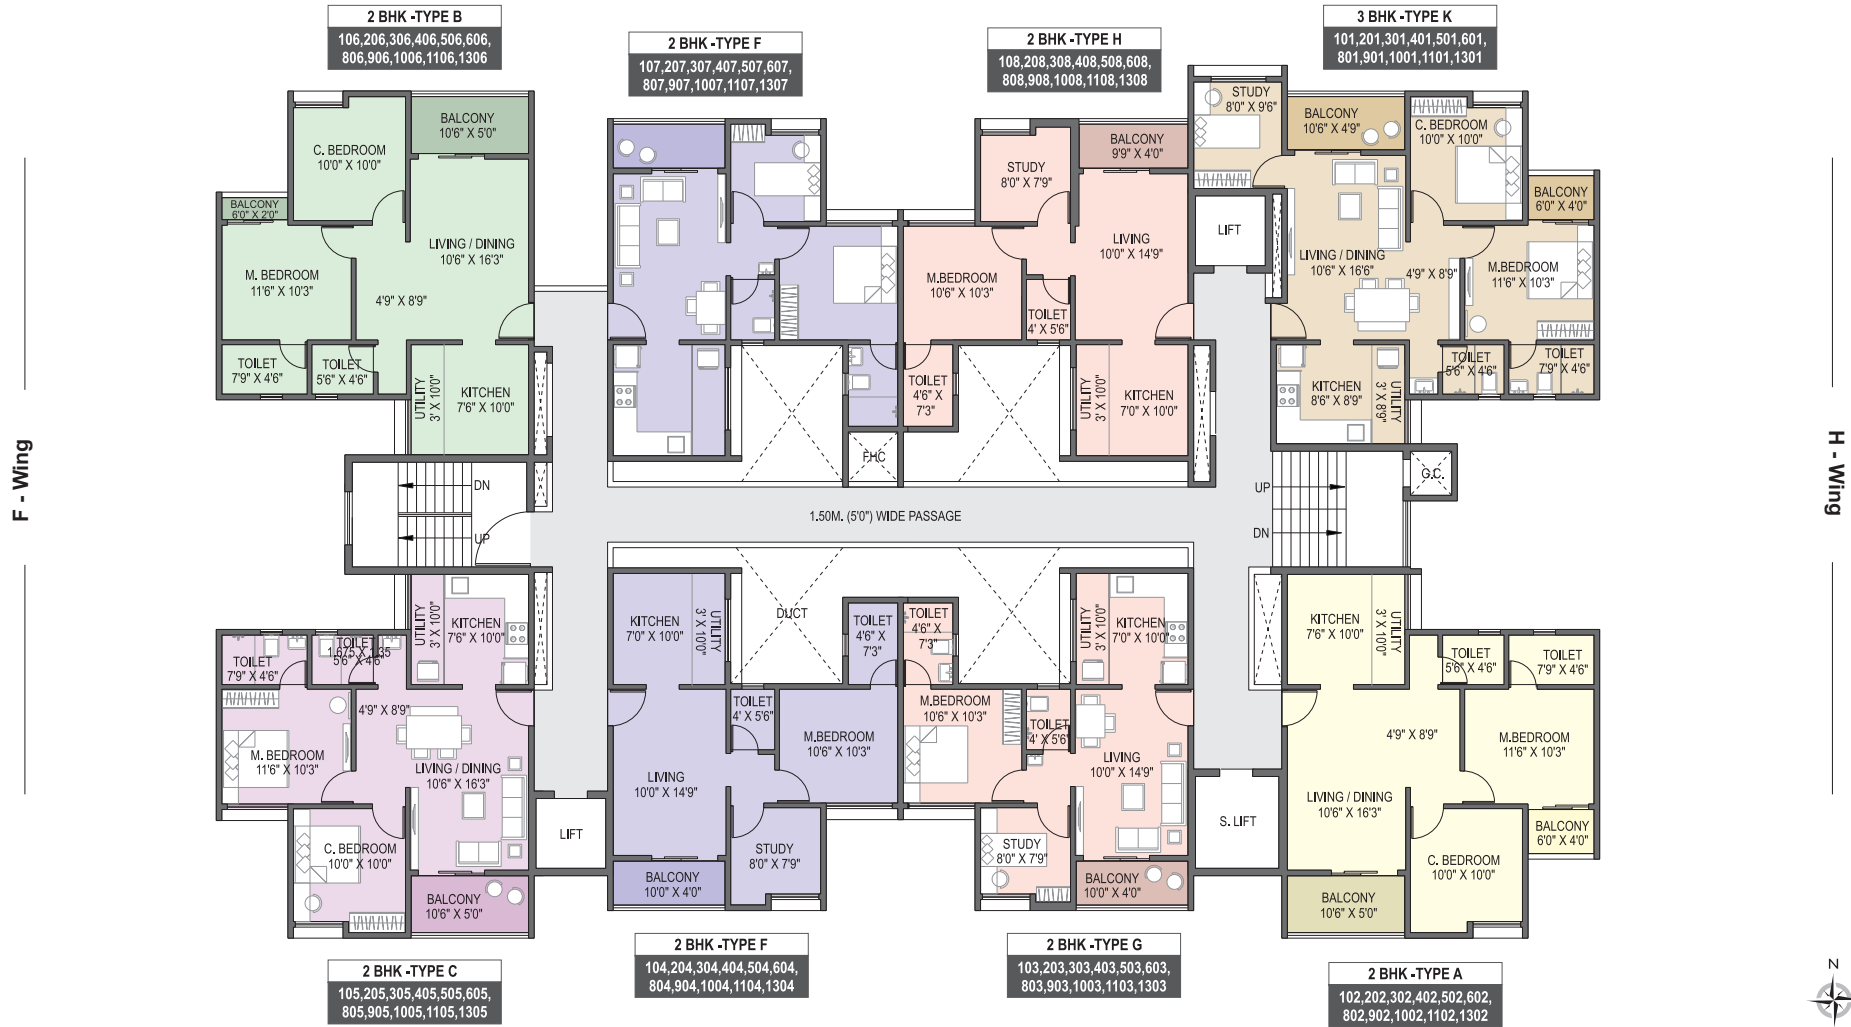 2 BHK -TYPE B
106,206,306,406,506,606,
806,906,1006,1106,1306
2 BHK -TYPE F
107,207,307,407,507,607,
807,907,1007,1107,1307
2 BHK -TYPE H
108,208,308,408,508,608,
808,908,1008,1108,1308
3 BHK -TYPE K
101,201,301,401,501,601,
801,901,1001,1101,1301
F - Wing
H - Wing
C. BEDROOM
10'0" X 10'0"
BALCONY
10'6" X 5'0"
BALCONY
6'0" X 2'0"
M. BEDROOM
11'6" X 10'3"
LIVING / DINING
10'6" X 16'3"
4'9" X 8'9"
TOILET
7'9" X 4'6"
TOILET
5'6" X 4'6"
UTILITY
3' X 10'0"
KITCHEN
7'6" X 10'0"
STUDY
8'0" X 7'9"
BALCONY
9'9" X 4'0"
LIVING
10'0" X 14'9"
M.BEDROOM
10'6" X 10'3"
TOILET
4' X 5'6"
TOILET
4'6" X
7'3"
UTILITY
3' X 10'0"
KITCHEN
7'0" X 10'0"
FHC
STUDY
8'0" X 9'6"
BALCONY
10'6" X 4'9"
C. BEDROOM
10'0" X 10'0"
BALCONY
6'0" X 4'0"
LIFT
LIVING / DINING
10'6" X 16'6"
4'9" X 8'9"
M.BEDROOM
11'6" X 10'3"
TOILET
5'6" X 4'6"
TOILET
7'9" X 4'6"
KITCHEN
8'6" X 8'9"
UTILITY
3' X 8'9"
G.C.
DN
UP
1.50M. (5'0") WIDE PASSAGE
UP
DN
UTILITY
3' X 10'0"
KITCHEN
7'6" X 10'0"
TOILET
7'9" X 4'6"
TOILET
1.675 X 1.35
5'6" X 4'6"
4'9" X 8'9"
M. BEDROOM
11'6" X 10'3"
LIVING / DINING
10'6" X 16'3"
C. BEDROOM
10'0" X 10'0"
BALCONY
10'6" X 5'0"
LIFT
KITCHEN
7'0" X 10'0"
UTILITY
3' X 10'0"
DUCT
TOILET
4'6" X
7'3"
TOILET
4' X 5'6"
M.BEDROOM
10'6" X 10'3"
LIVING
10'0" X 14'9"
STUDY
8'0" X 7'9"
BALCONY
10'0" X 4'0"
TOILET
4'6" X
7'3"
UTILITY
3' X 10'0"
KITCHEN
7'0" X 10'0"
M.BEDROOM
10'6" X 10'3"
TOILET
4' X 5'6"
LIVING
10'0" X 14'9"
STUDY
8'0" X 7'9"
BALCONY
10'0" X 4'0"
S. LIFT
KITCHEN
7'6" X 10'0"
UTILITY
3' X 10'0"
TOILET
5'6" X 4'6"
TOILET
7'9" X 4'6"
4'9" X 8'9"
M.BEDROOM
11'6" X 10'3"
LIVING / DINING
10'6" X 16'3"
BALCONY
6'0" X 4'0"
C. BEDROOM
10'0" X 10'0"
BALCONY
10'6" X 5'0"
2 BHK -TYPE C
105,205,305,405,505,605,
805,905,1005,1105,1305
2 BHK -TYPE F
104,204,304,404,504,604,
804,904,1004,1104,1304
2 BHK -TYPE G
103,203,303,403,503,603,
803,903,1003,1103,1303
2 BHK -TYPE A
102,202,302,402,502,602,
802,902,1002,1102,1302
N